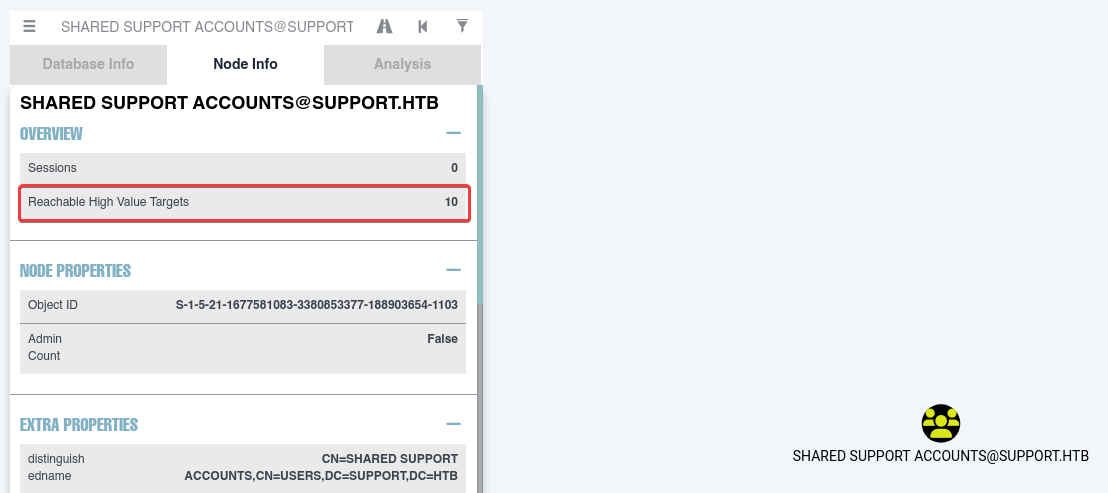 SHARED SUPPORT ACCOUNTS@SUPPORT
Database Info
Node Info
Analysis
SHARED SUPPORT ACCOUNTS@SUPPORT.HTB
OVERVIEW
Sessions 0
Reachable High Value Targets 10
NODE PROPERTIES
Object ID S-1-5-21-1677581083-3380853377-188903654-1103
Admin False
Count
EXTRA PROPERTIES
distinguish CN=SHARED SUPPORT
edname ACCOUNTS,CN=USERS,DC=SUPPORT,DC=HTB
SHARED SUPPORT ACCOUNTS@SUPPORT.HTB